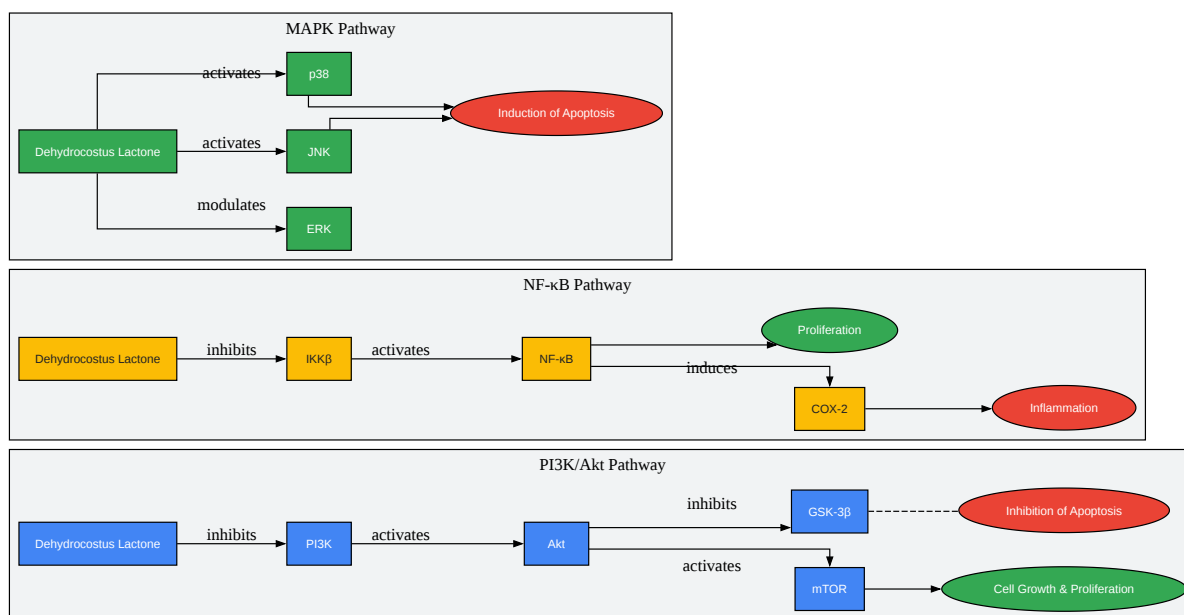 MAPK Pathway
activates
p38
Induction of Apoptosis
Dehydrocostus Lactone
activates
JNK
modulates
ERK
NF-κB Pathway
Proliferation
Dehydrocostus Lactone
inhibits
IKKβ
activates
NF-κB
induces
COX-2
Inflammation
PI3K/Akt Pathway
inhibits
GSK-3β
Inhibition of Apoptosis
Dehydrocostus Lactone
inhibits
PI3K
activates
Akt
activates
mTOR
Cell Growth & Proliferation